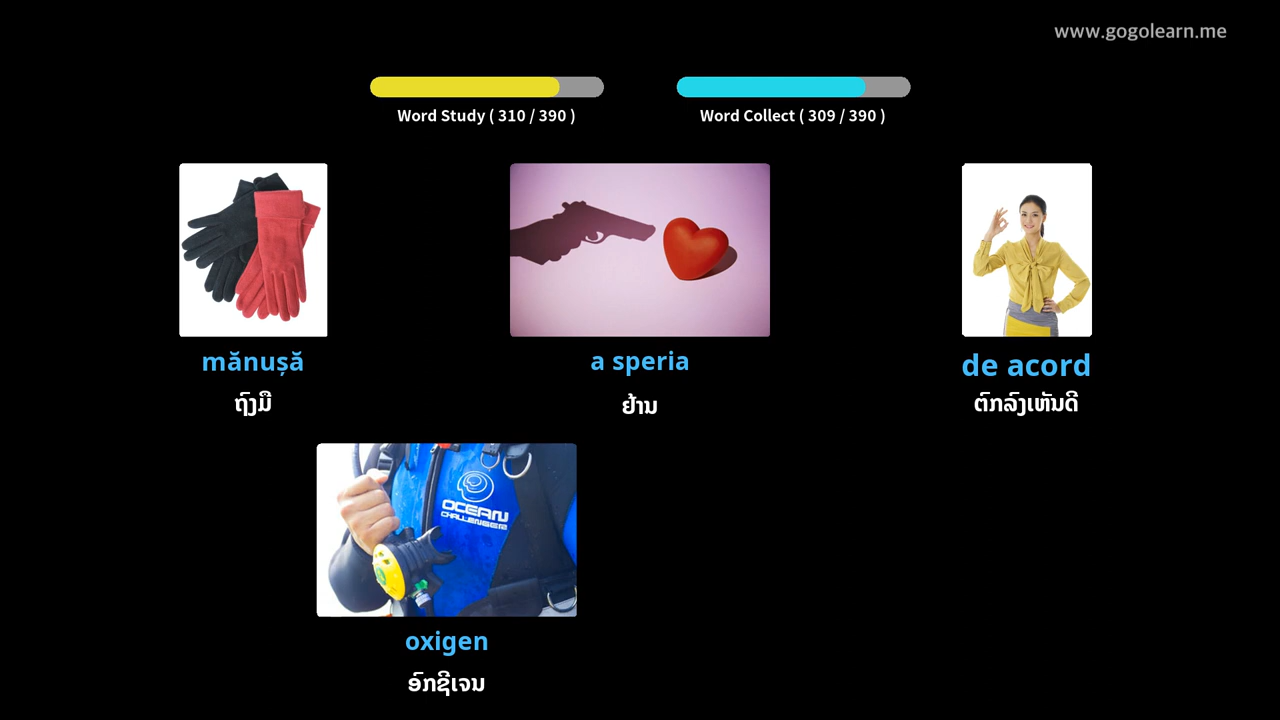 www.gogolearn.me
Word Study ( 310 / 390 )
Word Collect ( 309 / 390 )
mănușă
a speria
de acord
ຖົງມື
ຢ້ານ
ຕົກລົງເຫັນດີ
OCEAN
CHALLENGER
oxigen
ອົກຊີເຈນ